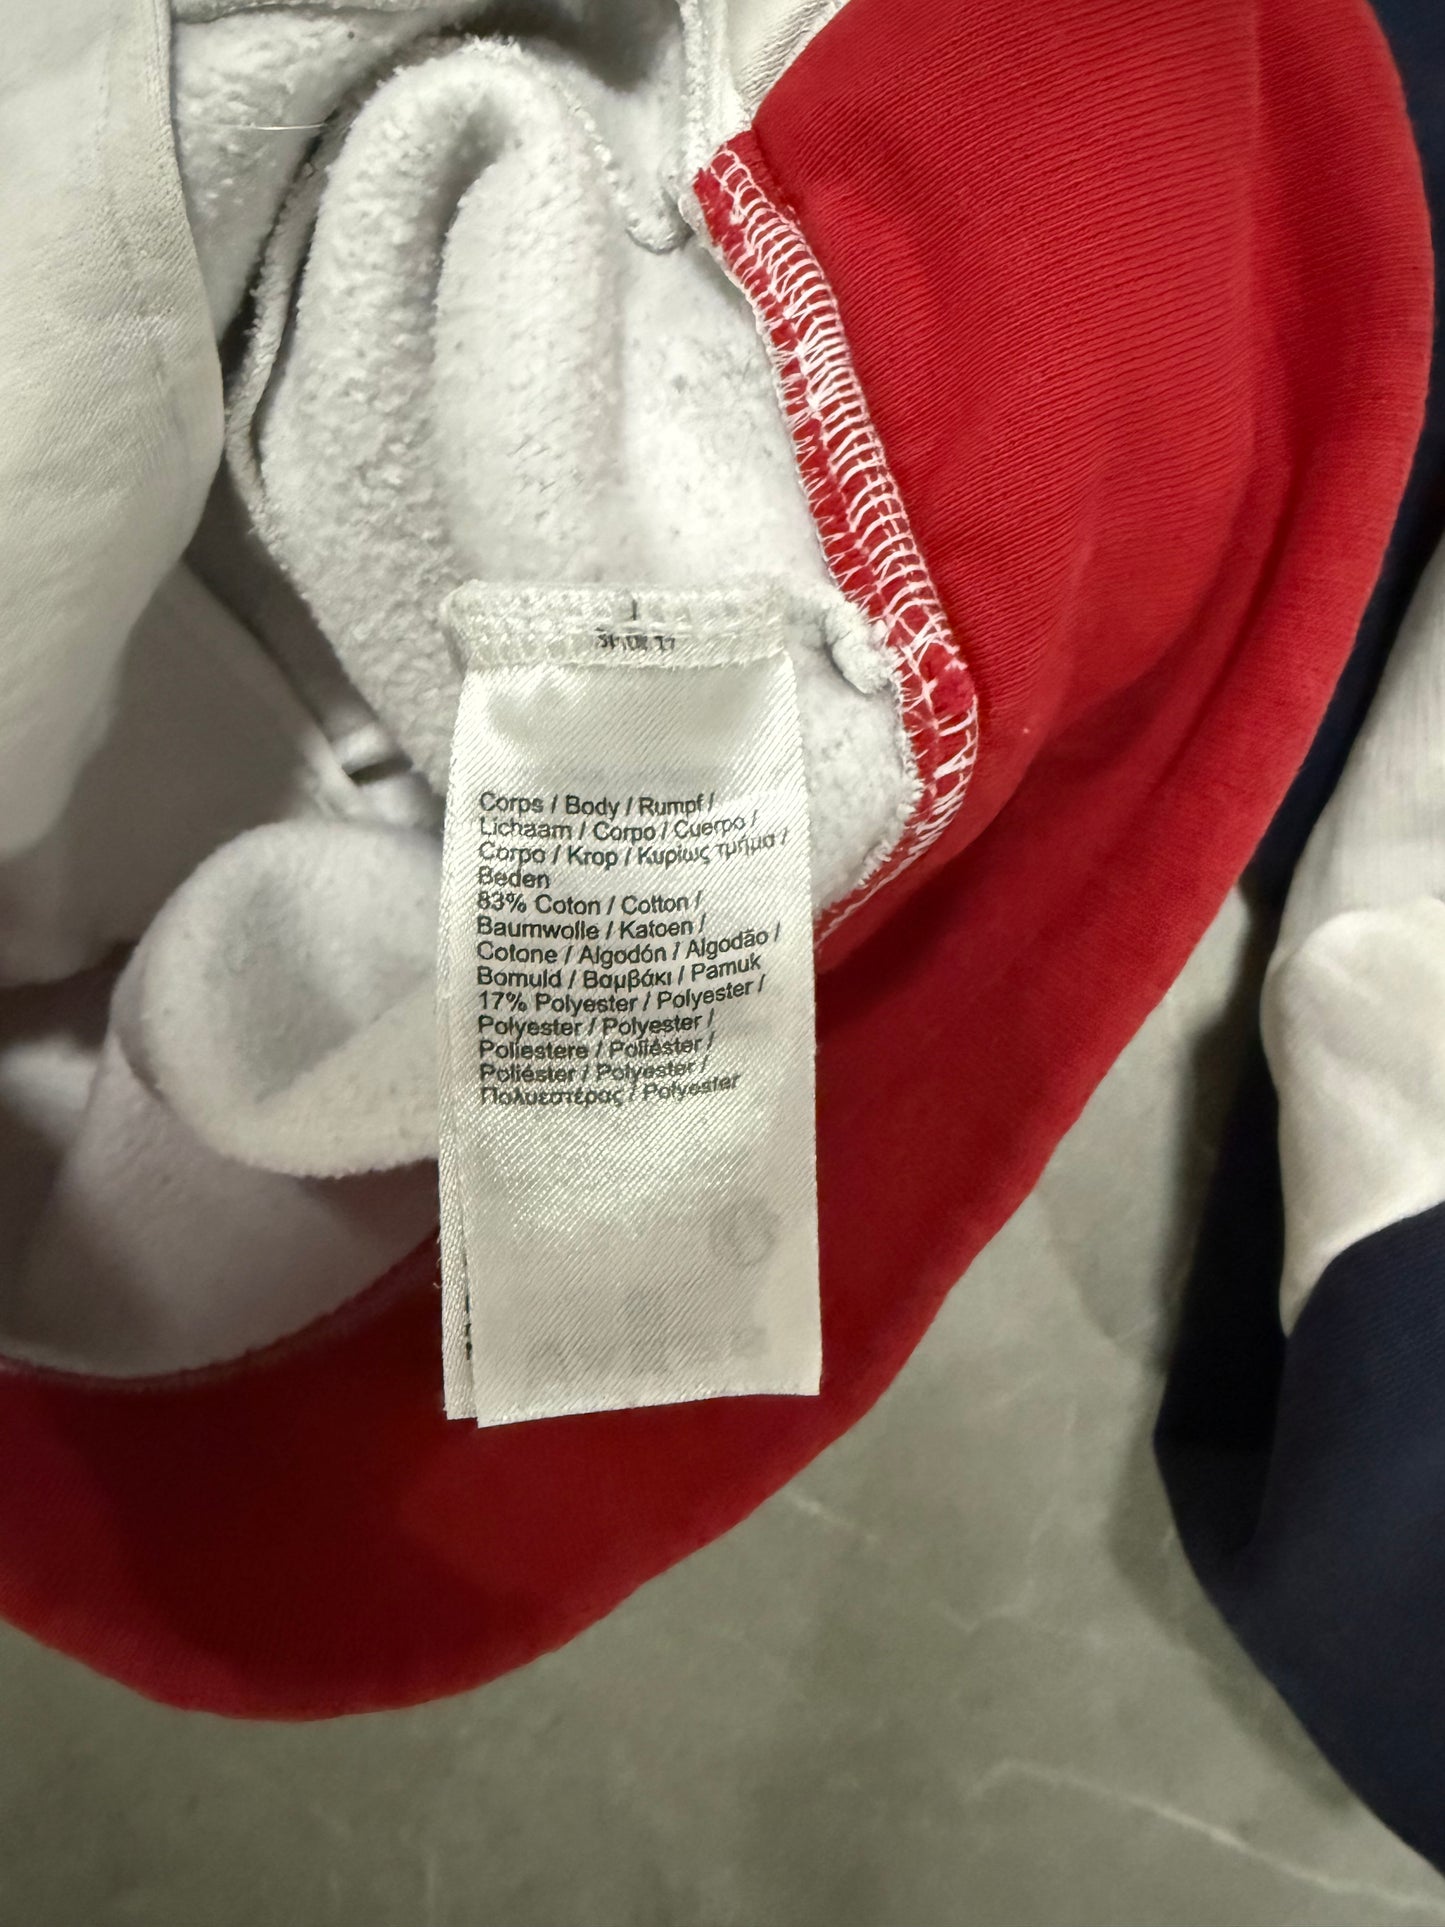 Corps / Body / Rumpf /
Lichaam / Corpo / Cuerpo /
Corpo / Krop / Κυρίως τμήμα /
Beden
83% Coton / Cotton /
Baumwolle / Katoen /
Cotone / Algodón / Algodão /
Bomuld / Βαμβάκι / Pamuk
17% Polyester / Polyester /
Polyester / Polyester /
Poliestere / Poliéster /
Poliéster / Polyester /
Πολυεστέρας / Polyester